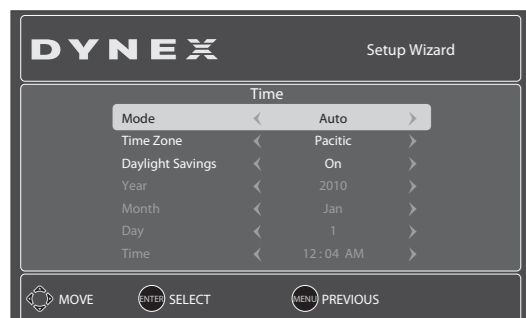 DYNEX
Setup Wizard
Time
Mode Auto
Time Zone Pacitic
Daylight Savings On
Year 2010
Month Jan
Day 1
Time 12:04 AM
MOVE ENTER SELECT MENU PREVIOUS